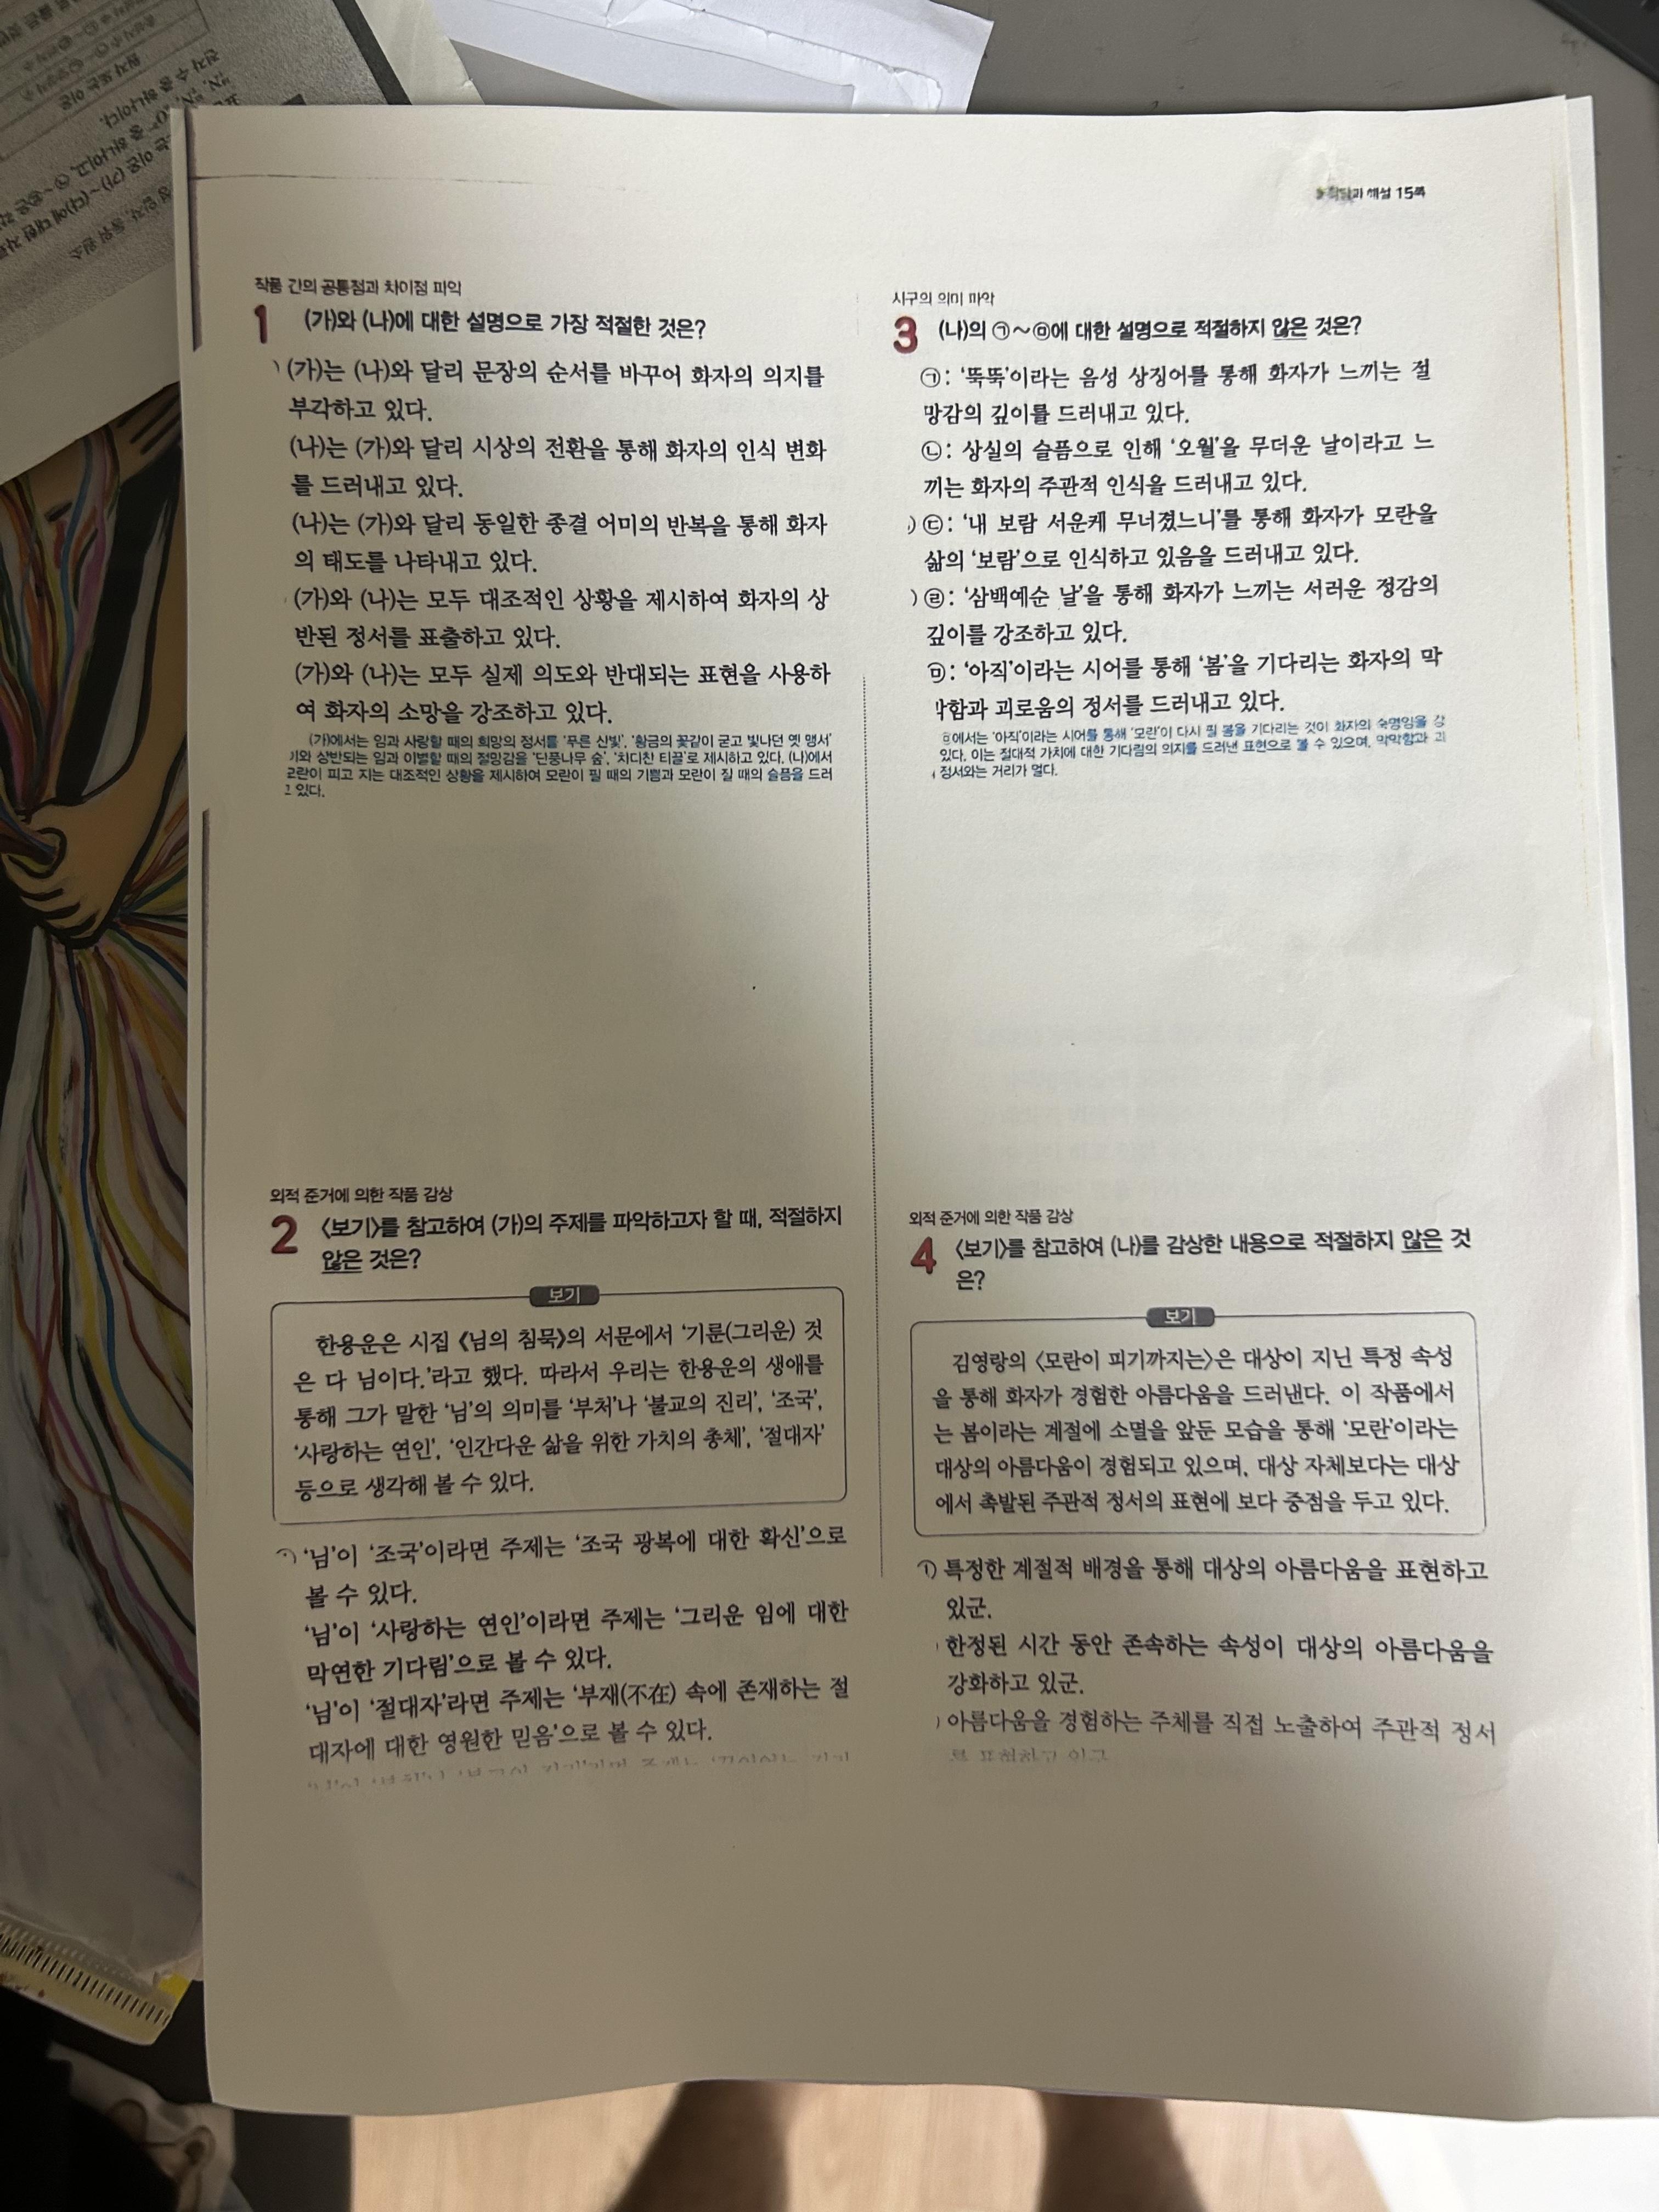 정답과 해설 15쪽
작품 간의 공통점과 차이점 파악
1 (가)와 (나)에 대한 설명으로 가장 적절한 것은?
(가)는 (나)와 달리 문장의 순서를 바꾸어 화자의 의지를
부각하고 있다.
(나)는 (가)와 달리 시상의 전환을 통해 화자의 인식 변화
를 드러내고 있다.
(나)는 (가)와 달리 동일한 종결 어미의 반복을 통해 화자
의 태도를 나타내고 있다.
(가)와 (나)는 모두 대조적인 상황을 제시하여 화자의 상
반된 정서를 표출하고 있다.
(가)와 (나)는 모두 실제 의도와 반대되는 표현을 사용하
여 화자의 소망을 강조하고 있다.
(가)에서는 임과 사랑할 때의 희망의 정서를 '푸른 산빛', '황금의 꽃같이 굳고 빛나던 옛 맹서'
와 상반되는 임과 이별할 때의 절망감을 '단풍나무 숲', '차디찬 티끌'로 제시하고 있다. (나)에서
모란이 피고 지는 대조적인 상황을 제시하여 모란이 필 때의 기쁨과 모란이 질 때의 슬픔을 드러
고 있다.
외적 준거에 의한 작품 감상
2 <보기>를 참고하여 (가)의 주제를 파악하고자 할 때, 적절하지
않은 것은?
보기
한용운은 시집 《님의 침묵》의 서문에서 '기룬(그리운) 것
은 다 님이다.'라고 했다. 따라서 우리는 한용운의 생애를
통해 그가 말한 '님'의 의미를 '부처'나 '불교의 진리', '조국',
'사랑하는 연인', '인간다운 삶을 위한 가치의 총체', '절대자'
등으로 생각해 볼 수 있다.
'님'이 '조국'이라면 주제는 '조국 광복에 대한 확신'으로
볼 수 있다.
'님'이 '사랑하는 연인'이라면 주제는 '그리운 임에 대한
막연한 기다림'으로 볼 수 있다.
'님'이 '절대자'라면 주제는 '부재(不在) 속에 존재하는 절
대자에 대한 영원한 믿음'으로 볼 수 있다.
시구의 의미 파악
3 (나)의 ㉠~㉤에 대한 설명으로 적절하지 않은 것은?
㉠: '뚝뚝'이라는 음성 상징어를 통해 화자가 느끼는 절
망감의 깊이를 드러내고 있다.
㉡: 상실의 슬픔으로 인해 '오월'을 무더운 날이라고 느
끼는 화자의 주관적 인식을 드러내고 있다.
㉢: '내 보람 서운케 무너졌느니'를 통해 화자가 모란을
삶의 '보람'으로 인식하고 있음을 드러내고 있다.
㉣: '삼백예순 날'을 통해 화자가 느끼는 서러운 정감의
깊이를 강조하고 있다.
㉤: '아직'이라는 시어를 통해 '봄'을 기다리는 화자의 막
막함과 괴로움의 정서를 드러내고 있다.
㉤에서는 '아직'이라는 시어를 통해 '모란'이 다시 필 봄을 기다리는 것이 화자의 숙명임을 강
있다. 이는 절대적 가치에 대한 기다림의 의지를 드러낸 표현으로 볼 수 있으며, 막막함과 괴
정서와는 거리가 멀다.
외적 준거에 의한 작품 감상
4 <보기>를 참고하여 (나)를 감상한 내용으로 적절하지 않은 것
은?
보기
김영랑의 <모란이 피기까지는>은 대상이 지닌 특정 속성
을 통해 화자가 경험한 아름다움을 드러낸다. 이 작품에서
는 봄이라는 계절에 소멸을 앞둔 모습을 통해 '모란'이라는
대상의 아름다움이 경험되고 있으며, 대상 자체보다는 대상
에서 촉발된 주관적 정서의 표현에 보다 중점을 두고 있다.
① 특정한 계절적 배경을 통해 대상의 아름다움을 표현하고
있군.
한정된 시간 동안 존속하는 속성이 대상의 아름다움을
강화하고 있군.
아름다움을 경험하는 주체를 직접 노출하여 주관적 정서
를 표현하고 있군